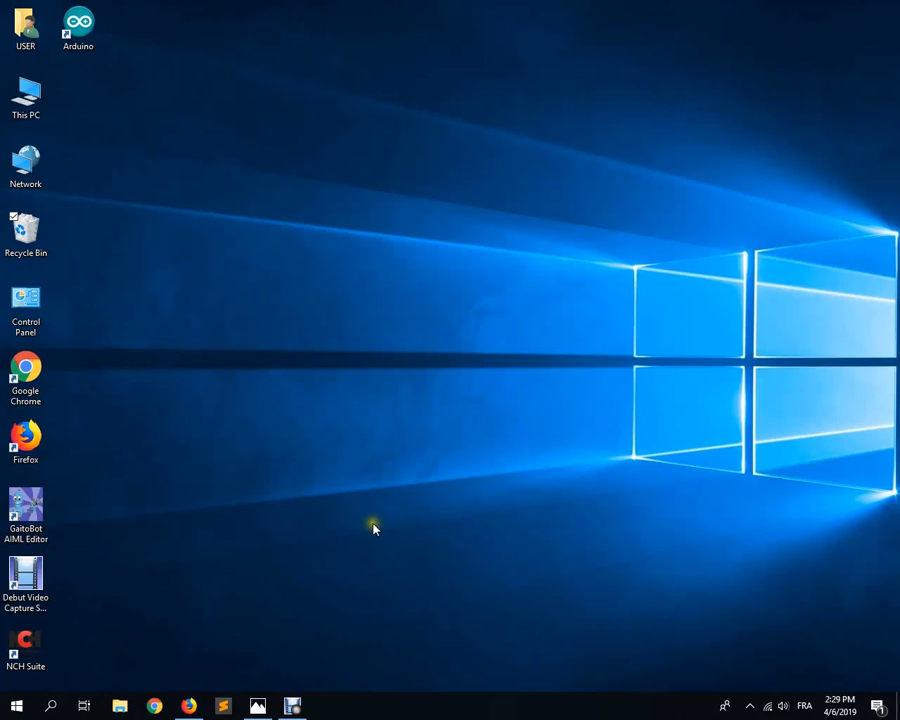 USER
Arduino
This PC
Network
Recycle Bin
Control
Panel
Google
Chrome
Firefox
GaitoBot
AIML Editor
Debut Video
Capture S...
NCH Suite
FRA
2:29 PM
4/6/2019
1